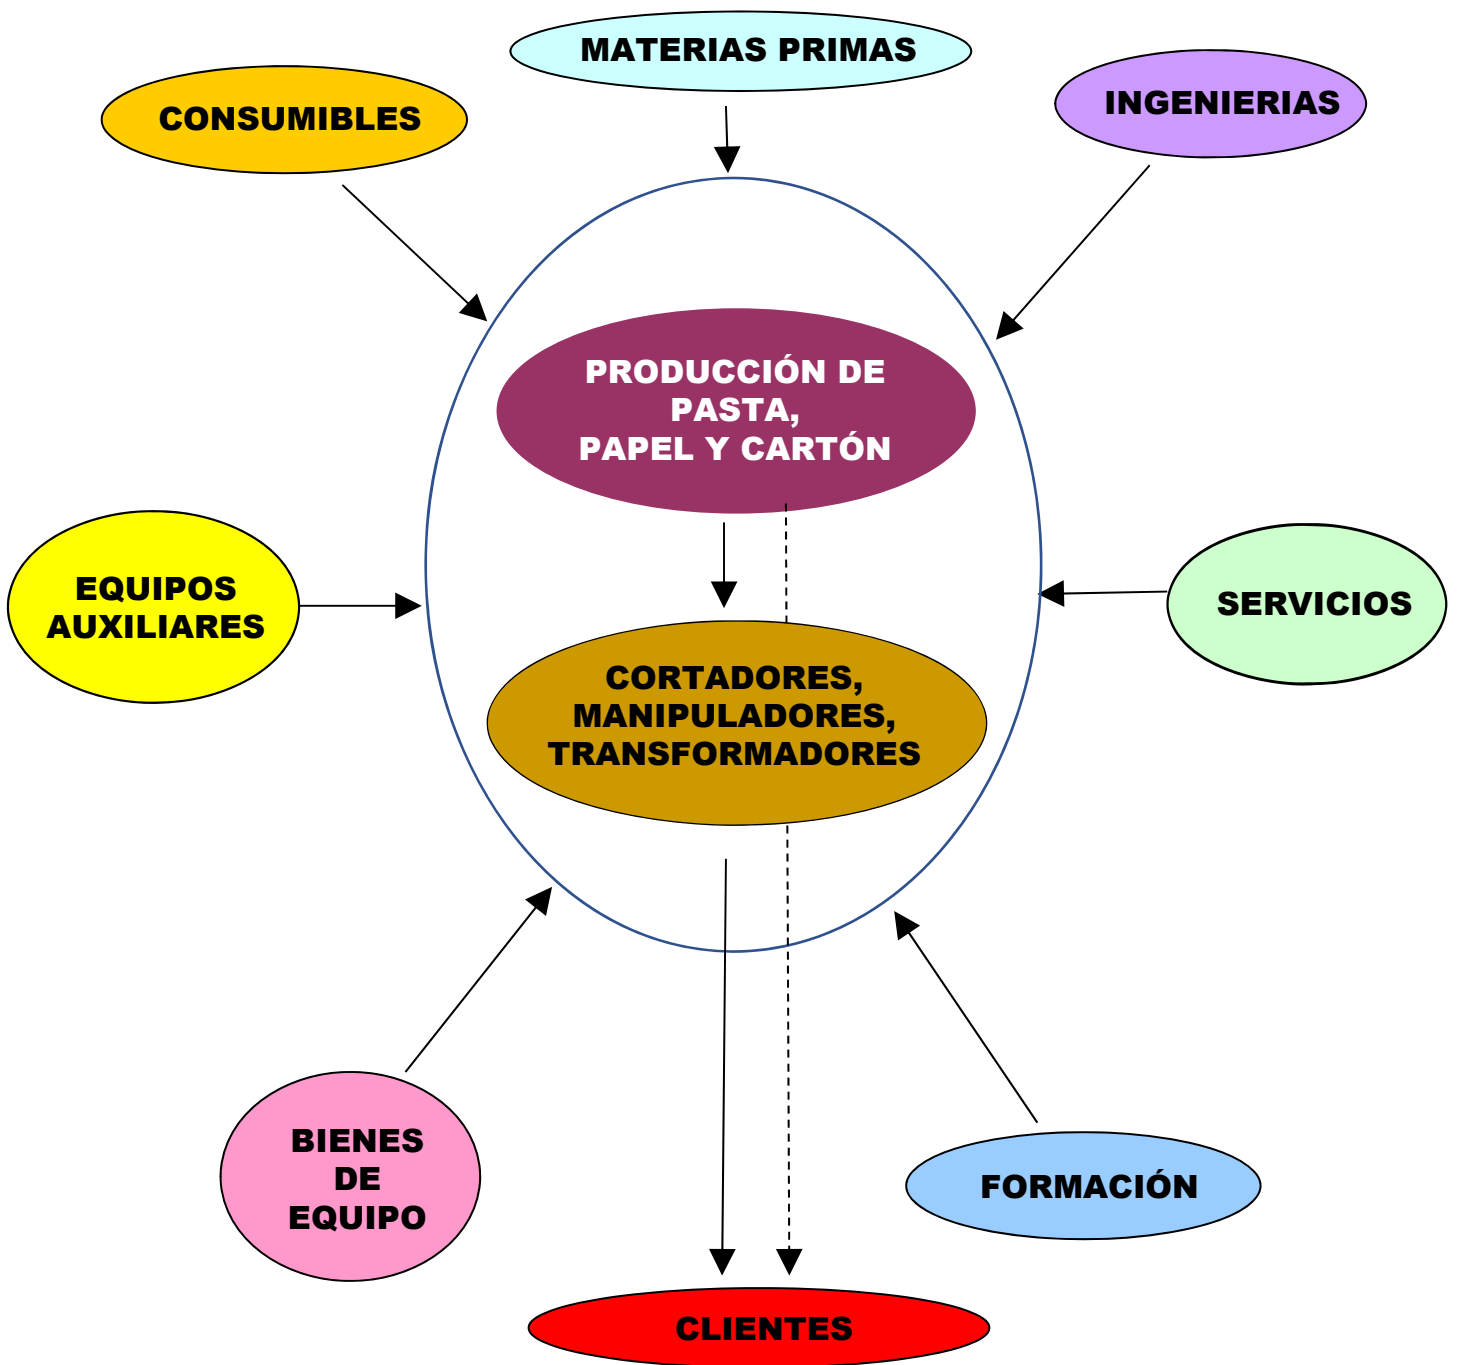 MATERIAS PRIMAS
CONSUMIBLES
INGENIERIAS
PRODUCCIÓN DE
PASTA,
PAPEL Y CARTÓN
EQUIPOS
AUXILIARES
SERVICIOS
CORTADORES,
MANIPULADORES,
TRANSFORMADORES
BIENES
DE
EQUIPO
FORMACIÓN
CLIENTES